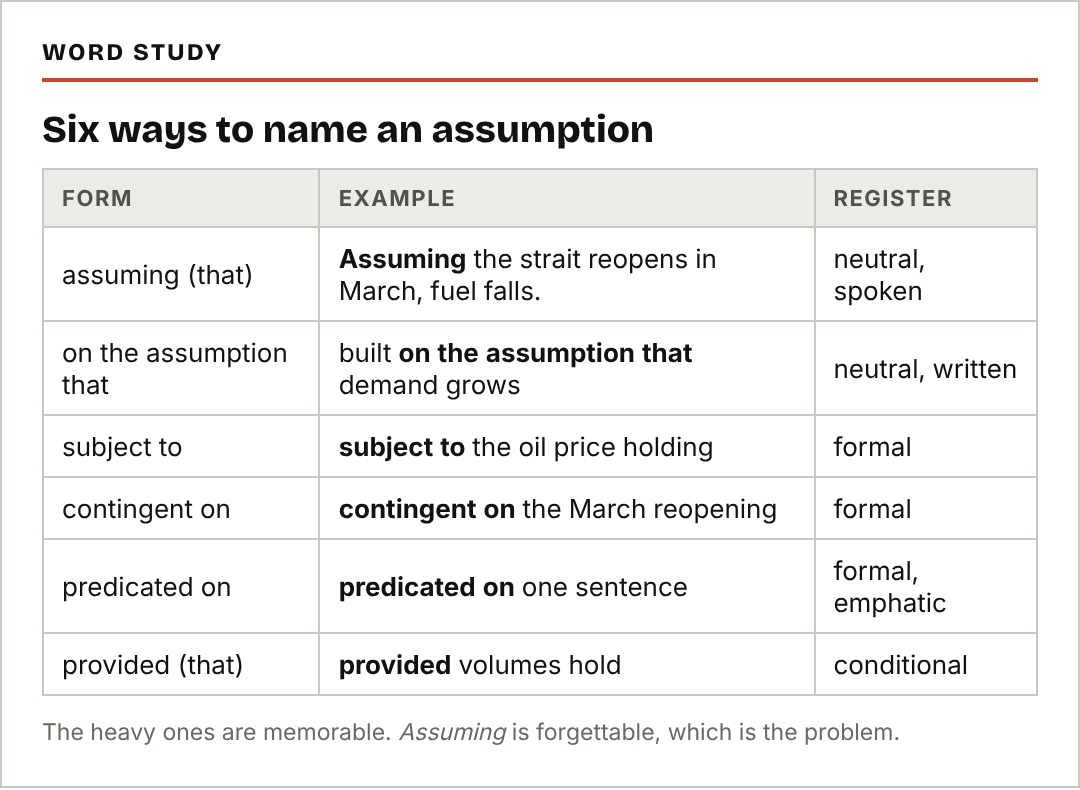 WORD STUDY
Six ways to name an assumption
FORM
EXAMPLE
REGISTER
assuming (that)
Assuming the strait reopens in
March, fuel falls.
neutral,
spoken
on the assumption
that
built on the assumption that
demand grows
neutral, written
subject to
subject to the oil price holding
formal
contingent on
contingent on the March reopening
formal
predicated on
predicated on one sentence
formal,
emphatic
provided (that)
provided volumes hold
conditional
The heavy ones are memorable. Assuming is forgettable, which is the problem.